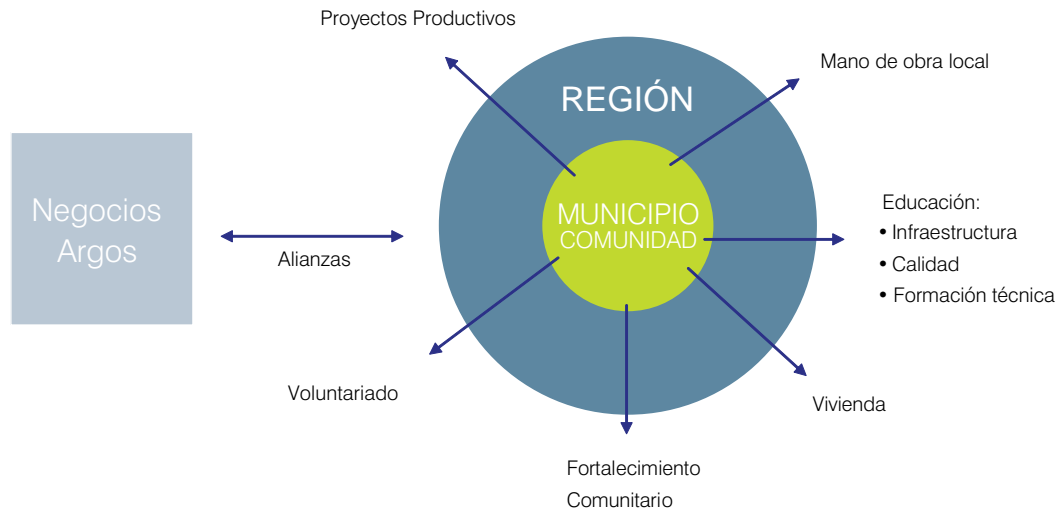 Proyectos Productivos
Mano de obra local
REGIÓN
Negocios
Argos
MUNICIPIO
COMUNIDAD
Alianzas
Educación:
• Infraestructura
• Calidad
• Formación técnica
Voluntariado
Vivienda
Fortalecimiento
Comunitario